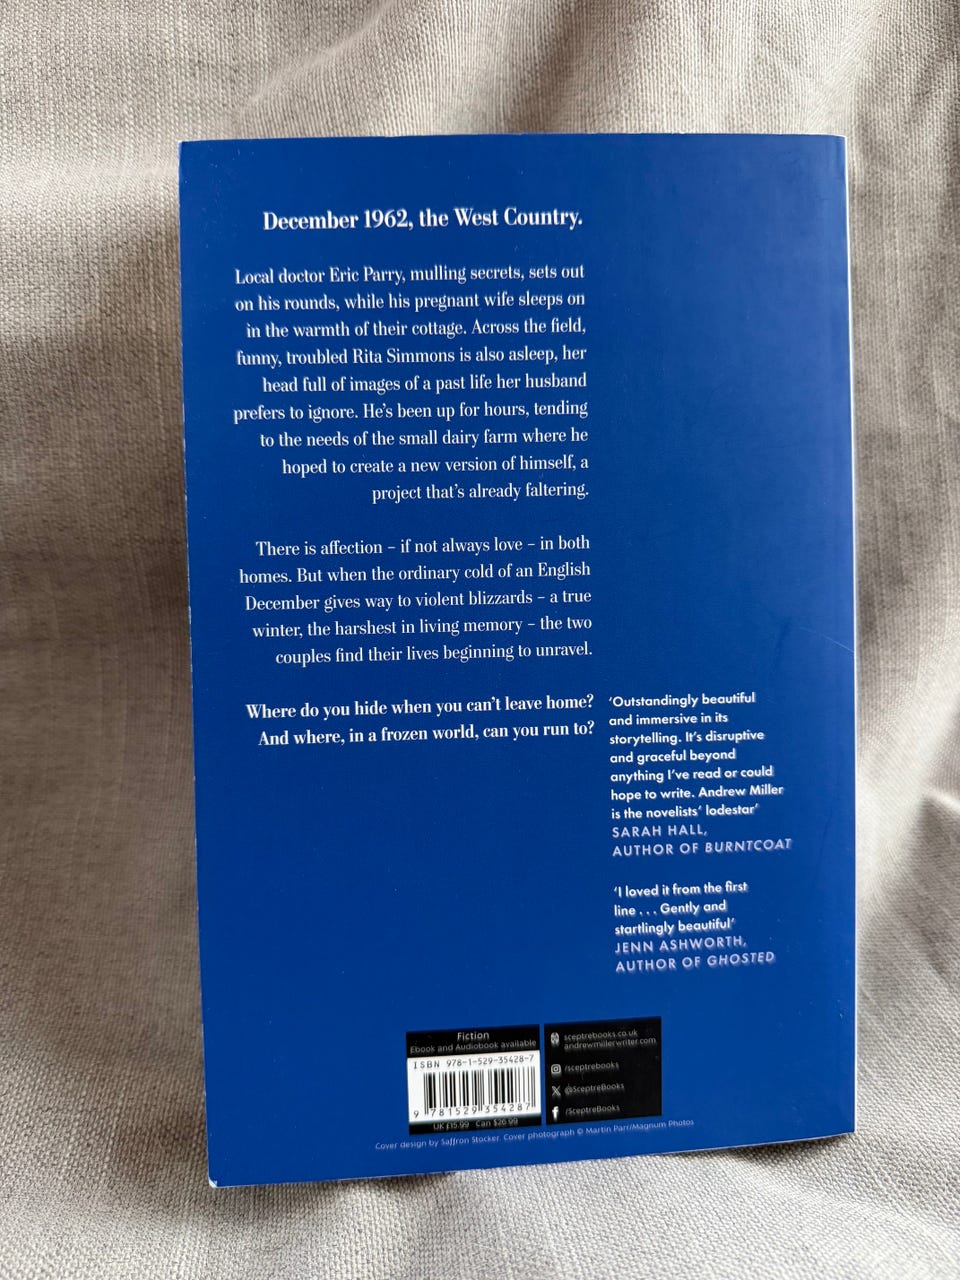 December 1962, the West Country.
Local doctor Eric Parry, mulling secrets, sets out
on his rounds, while his pregnant wife sleeps on
in the warmth of their cottage. Across the field,
funny, troubled Rita Simmons is also asleep, her
head full of images of a past life her husband
prefers to ignore. He's been up for hours, tending
to the needs of the small dairy farm where he
hoped to create a new version of himself, a
project that's already faltering.
There is affection – if not always love – in both
homes. But when the ordinary cold of an English
December gives way to violent blizzards – a true
winter, the harshest in living memory – the two
couples find their lives beginning to unravel.
Where do you hide when you can't leave home?
And where, in a frozen world, can you run to?
'Outstandingly beautiful
and immersive in its
storytelling. It's disruptive
and graceful beyond
anything I've read or could
hope to write. Andrew Miller
is the novelists' lodestar'
SARAH HALL,
AUTHOR OF BURNTCOAT
'I loved it from the first
line . . . Gently and
startlingly beautiful'
JENN ASHWORTH,
AUTHOR OF GHOSTED
Fiction
Ebook and Audiobook available
ISBN 978-1-529-35428-7
9 781529 354287
UK £15.99 Can $26.99
sceptrebooks.co.uk
andrewmillerwriter.com
/sceptrebooks
@SceptreBooks
/SceptreBooks
Cover design by Saffron Stocker. Cover photograph © Martin Parr/Magnum Photos